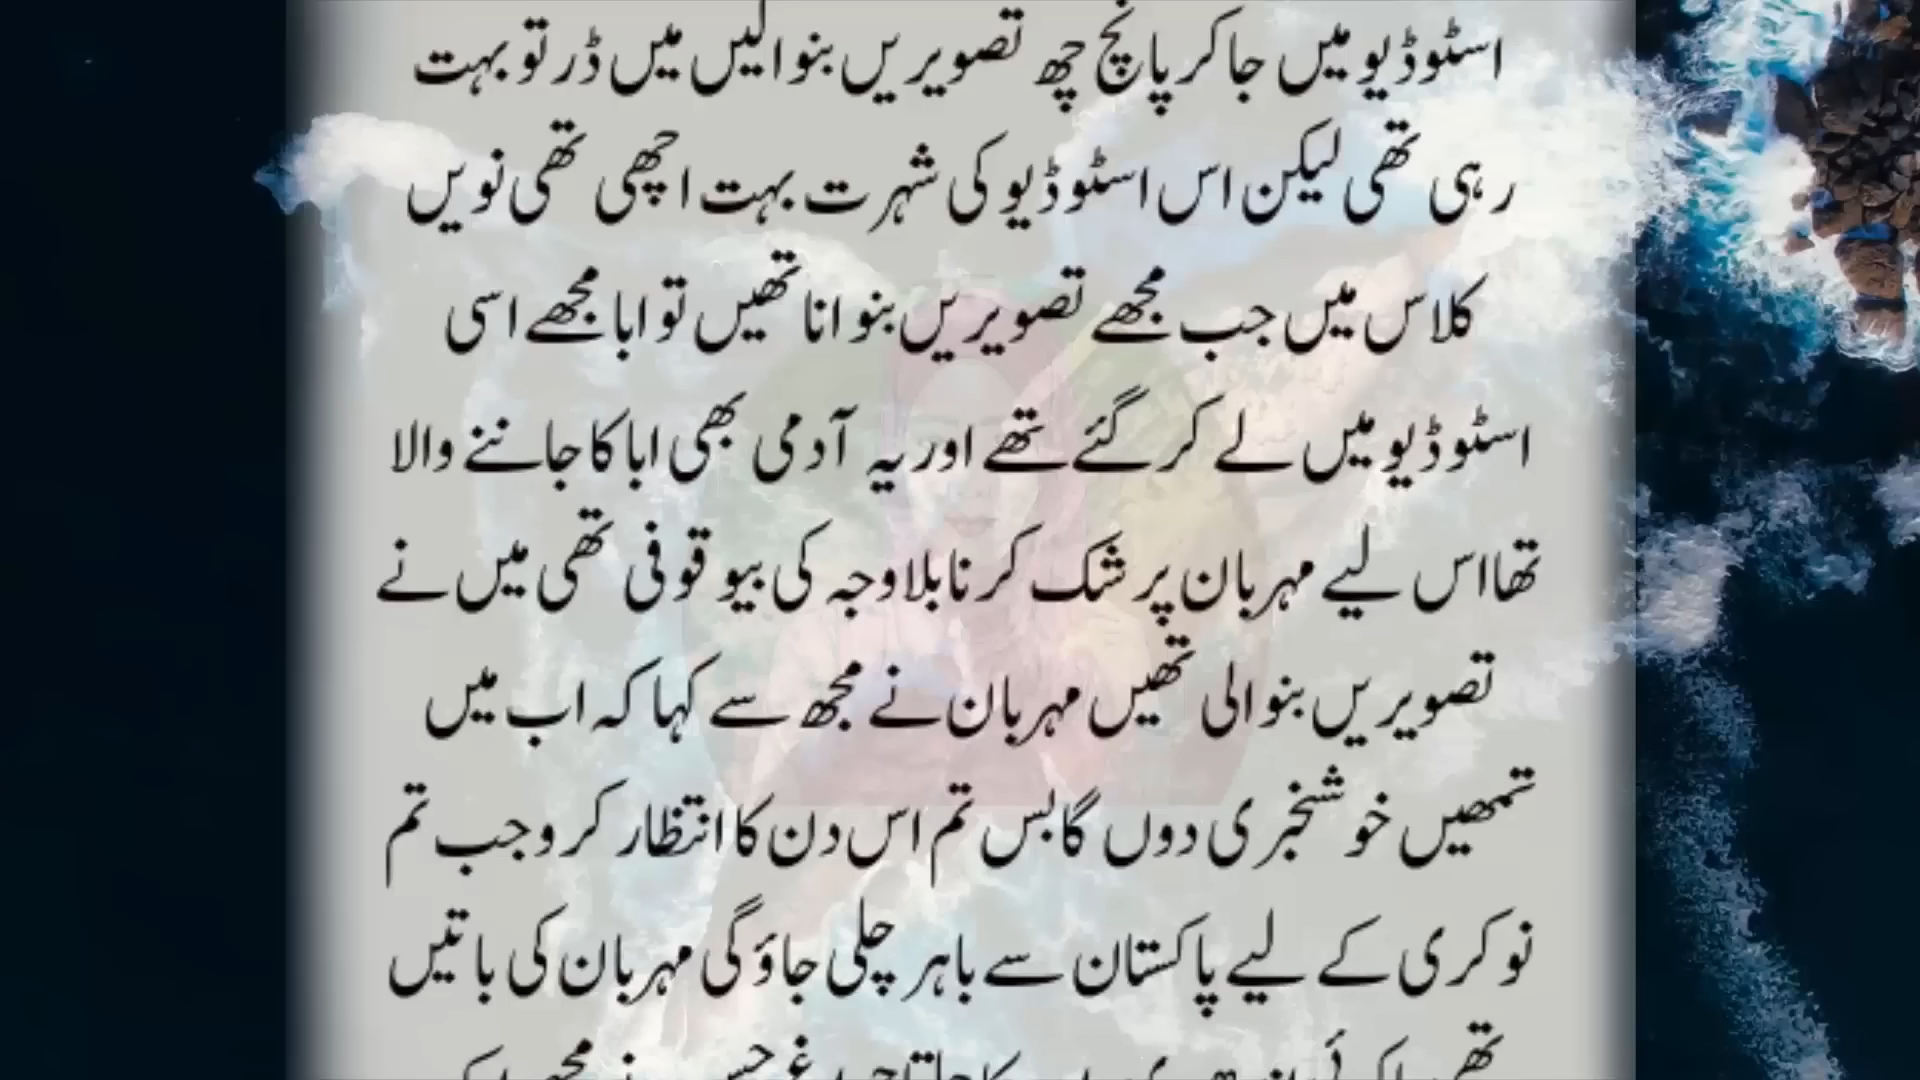 اسٹوڈیو میں جا کر پانچ چھ تصویریں بنوا لیں میں ڈر تو بہت
رہی تھی لیکن اس اسٹوڈیو کی شہرت بہت اچھی تھی نویں
کلاس میں جب مجھے تصویریں بنوانا تھیں تو ابا مجھے اسی
اسٹوڈیو میں لے کر گئے تھے اور یہ آدمی بھی ابا کا جاننے والا
تھا اس لیے مہربان پر شک کرنا بلا وجہ کی بیوقوفی تھی میں نے
تصویریں بنوالی تھیں مہربان نے مجھ سے کہا کہ اب میں
تمھیں خوشخبری دوں گا بس تم اس دن کا انتظار کرو جب تم
نوکری کے لیے پاکستان سے باہر چلی جاؤ گی مہربان کی باتیں